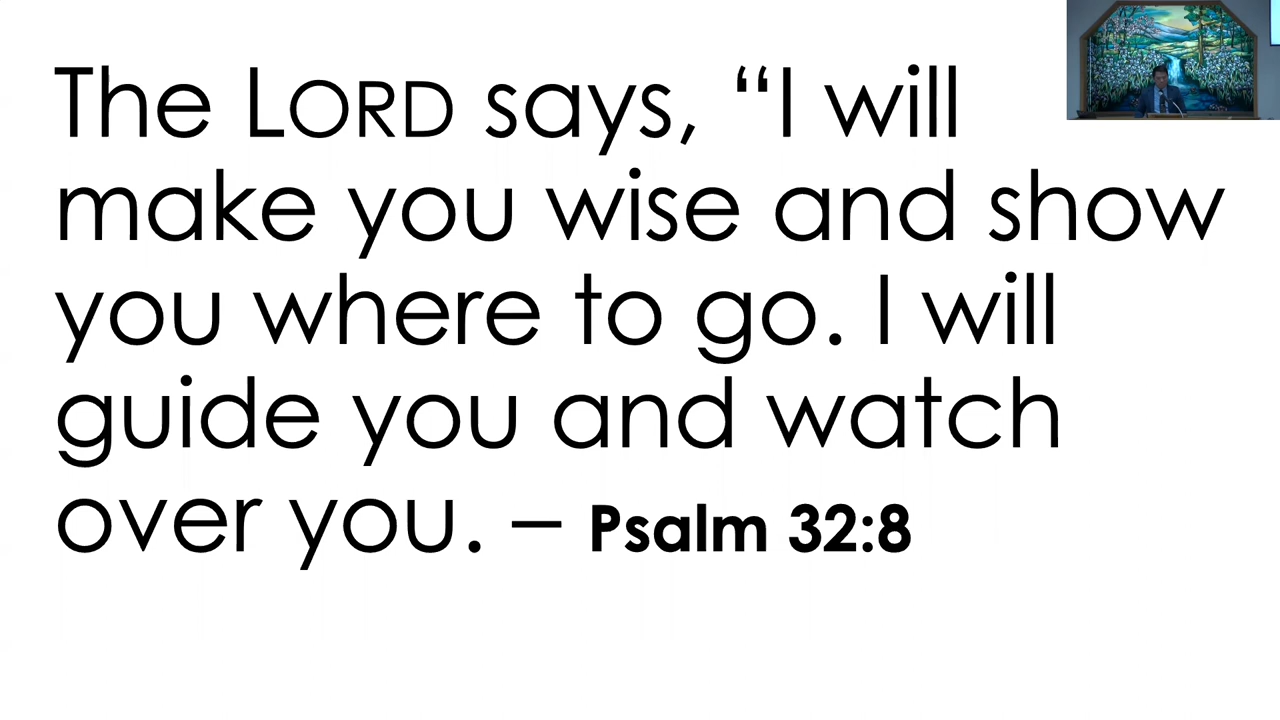 The LORD says, “I will
make you wise and show
you where to go. I will
guide you and watch
over you. – Psalm 32:8